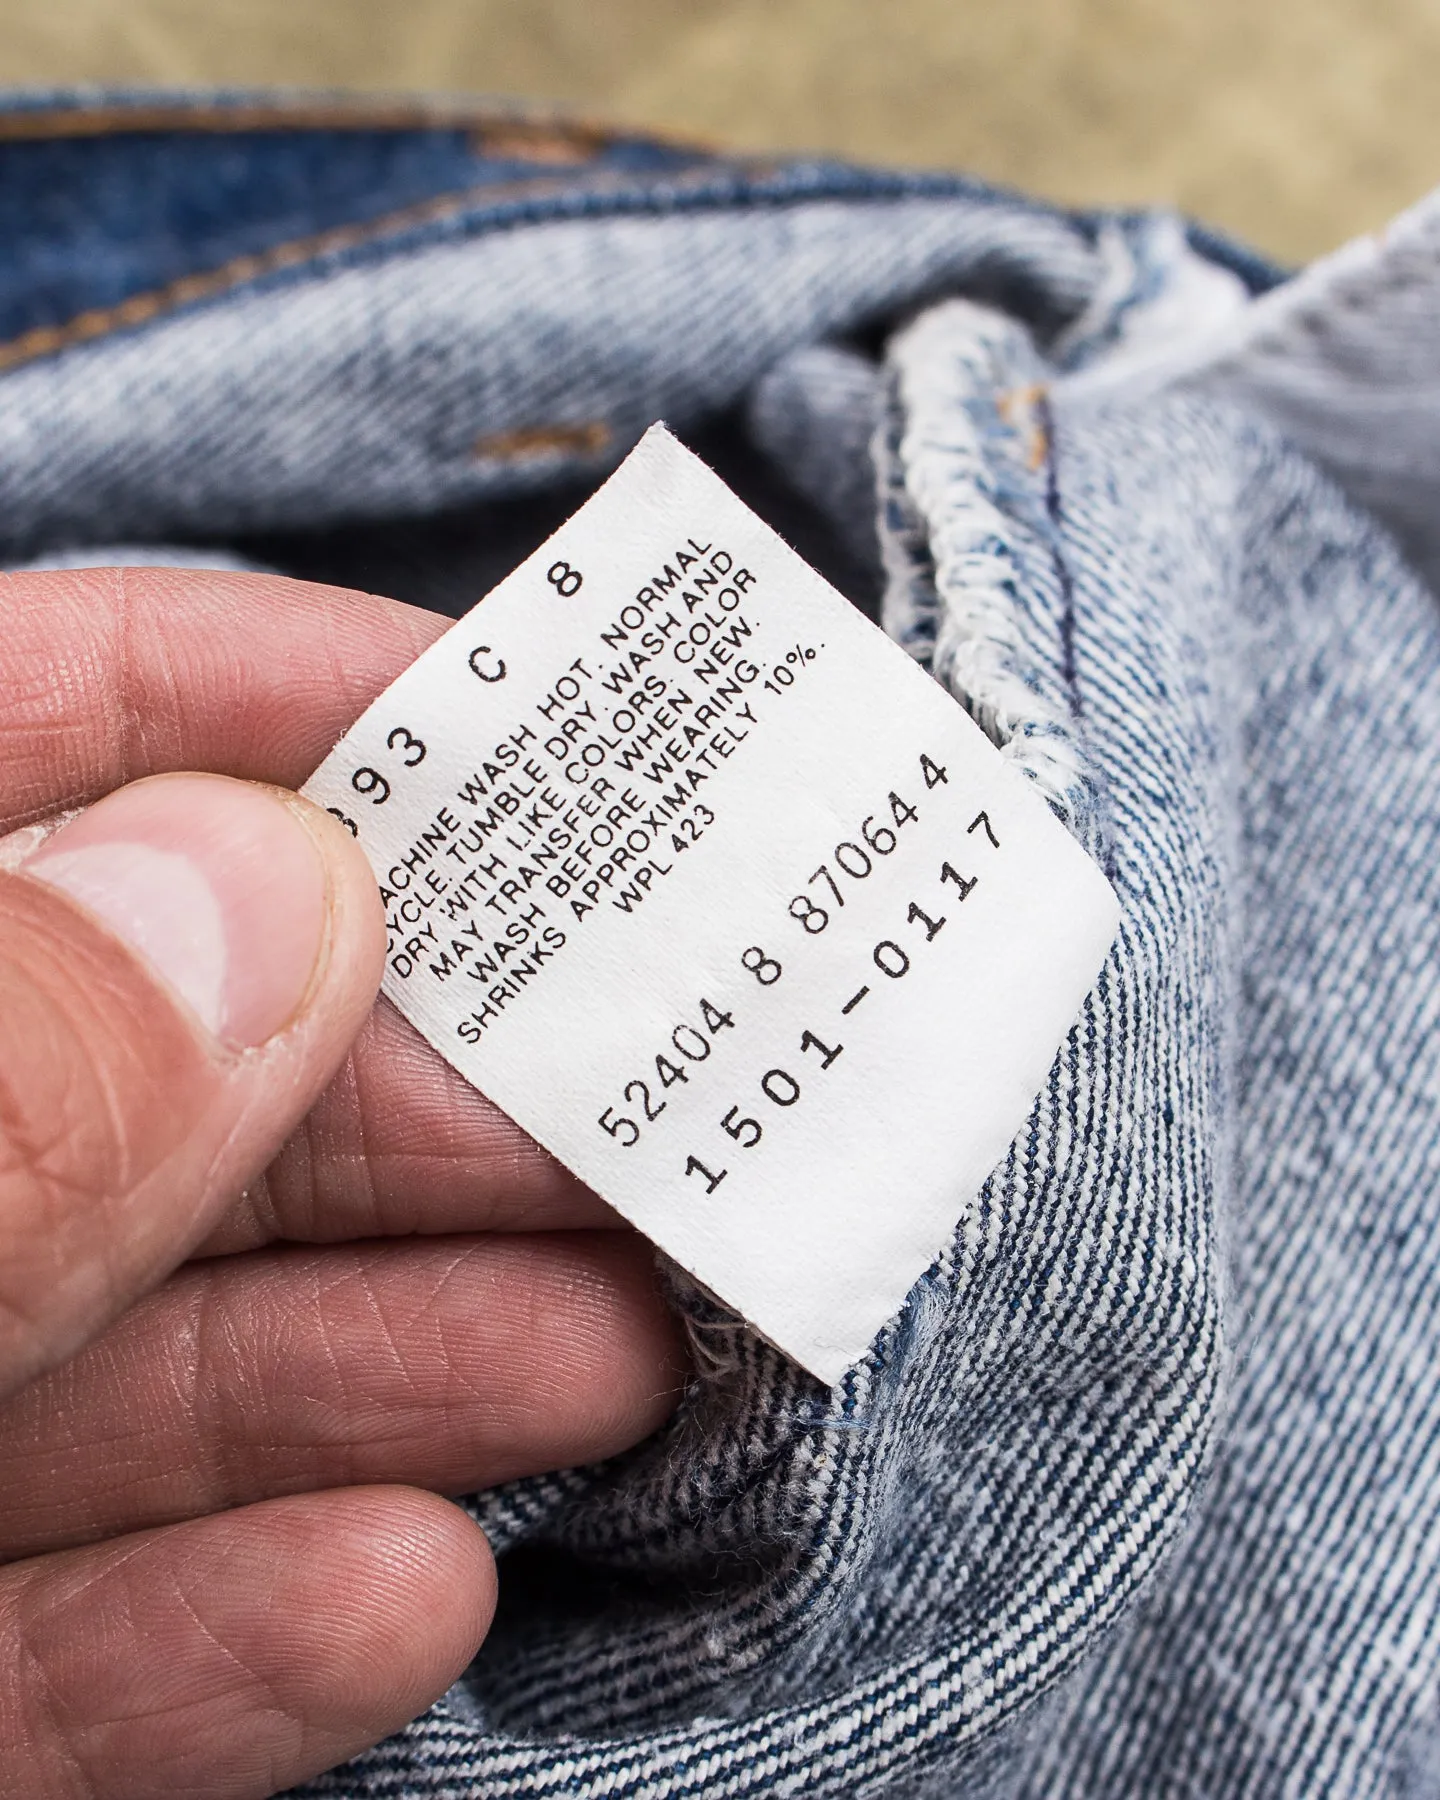 93 C 8
MACHINE WASH HOT. NORMAL
CYCLE. TUMBLE DRY. WASH AND
DRY WITH LIKE COLORS. COLOR
MAY TRANSFER WHEN NEW.
WASH BEFORE WEARING.
SHRINKS APPROXIMATELY 10%.
WPL 423
52404 8 87064 4
1501-0117